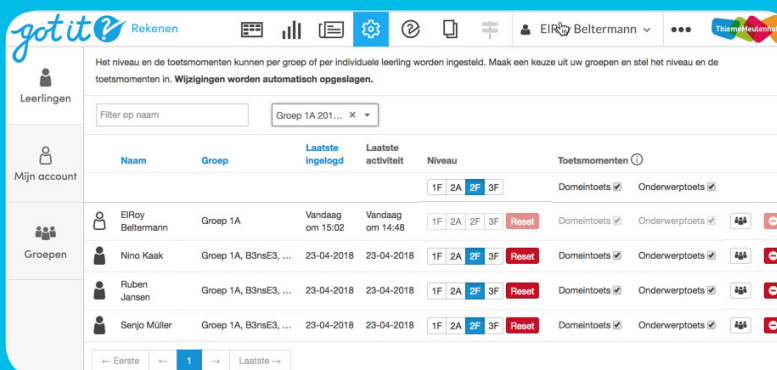 got it? Rekenen
ElRoy Beltermann
ThiemeMeulenhoff
Leerlingen
Mijn account
Groepen
Het niveau en de toetsmomenten kunnen per groep of per individuele leerling worden ingesteld. Maak een keuze uit uw groepen en stel het niveau en de
toetsmomenten in. Wijzigingen worden automatisch opgeslagen.
Filter op naam Groep 1A 201... ×
Naam Groep Laatste ingelogd Laatste activiteit Niveau Toetsmomenten
1F 2A 2F 3F Domeintoets Onderwerptoets
ElRoy Beltermann Groep 1A Vandaag om 15:02 Vandaag om 14:48 1F 2A 2F 3F Reset Domeintoets Onderwerptoets
Nino Kaak Groep 1A, B3nsE3, ... 23-04-2018 23-04-2018 1F 2A 2F 3F Reset Domeintoets Onderwerptoets
Ruben Jansen Groep 1A, B3nsE3, ... 23-04-2018 23-04-2018 1F 2A 2F 3F Reset Domeintoets Onderwerptoets
Senjo Müller Groep 1A, B3nsE3, ... 23-04-2018 23-04-2018 1F 2A 2F 3F Reset Domeintoets Onderwerptoets
← Eerste ← 1 → Laatste →